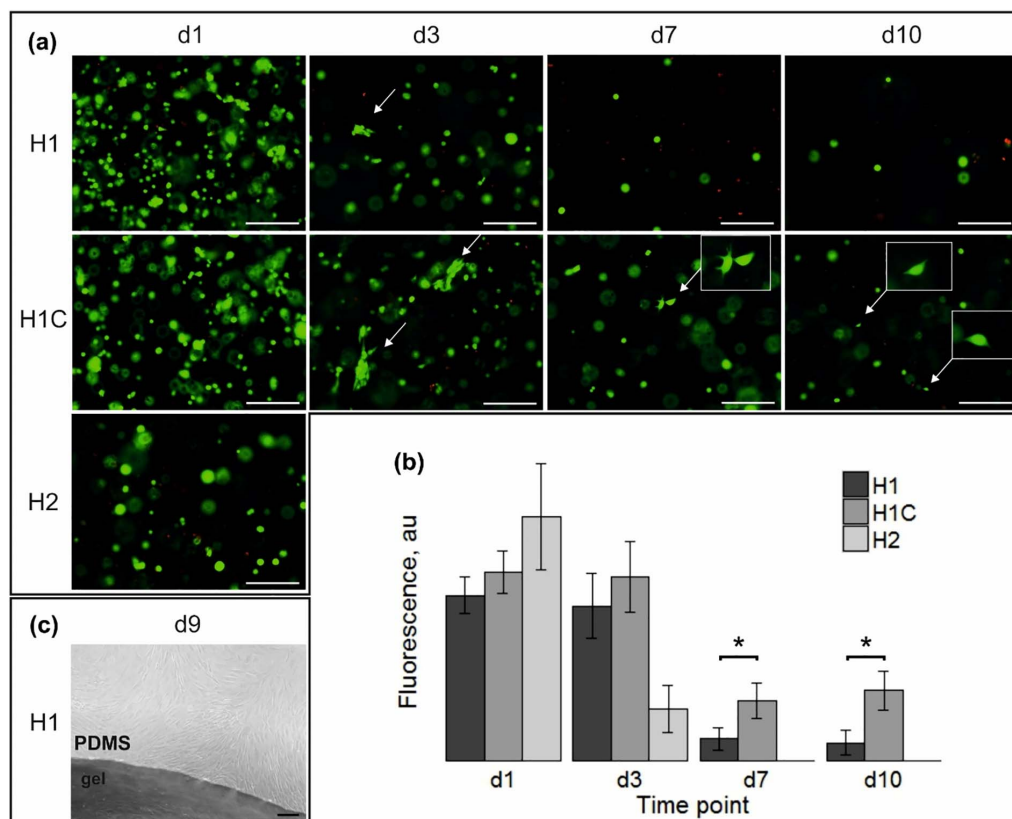 (a)
d1 d3 d7 d10
H1
H1C
H2
(b)
H1
H1C
H2
Fluorescence, au
* *
d1 d3 d7 d10
Time point
(c)
d9
H1
PDMS
gel